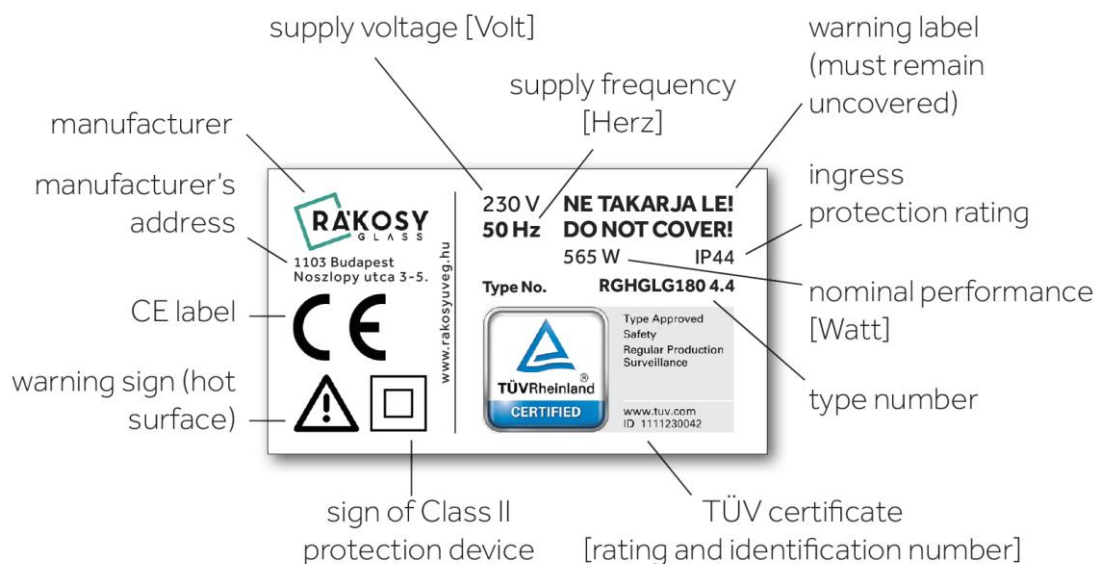 supply voltage [Volt]
supply frequency
[Herz]
warning label
(must remain
uncovered)
manufacturer
manufacturer's
address
ingress
protection rating
CE label
nominal performance
[Watt]
warning sign (hot
surface)
type number
sign of Class II
protection device
TÜV certificate
[rating and identification number]
RÁKOSY
GLASS
1103 Budapest
Noszlopy utca 3-5.
CE
www.rakosyuveg.hu
230 V NE TAKARJA LE!
50 Hz DO NOT COVER!
565 W IP44
Type No. RGHGLG180 4.4
TÜVRheinland®
CERTIFIED
Type Approved
Safety
Regular Production
Surveillance
www.tuv.com
ID 1111230042